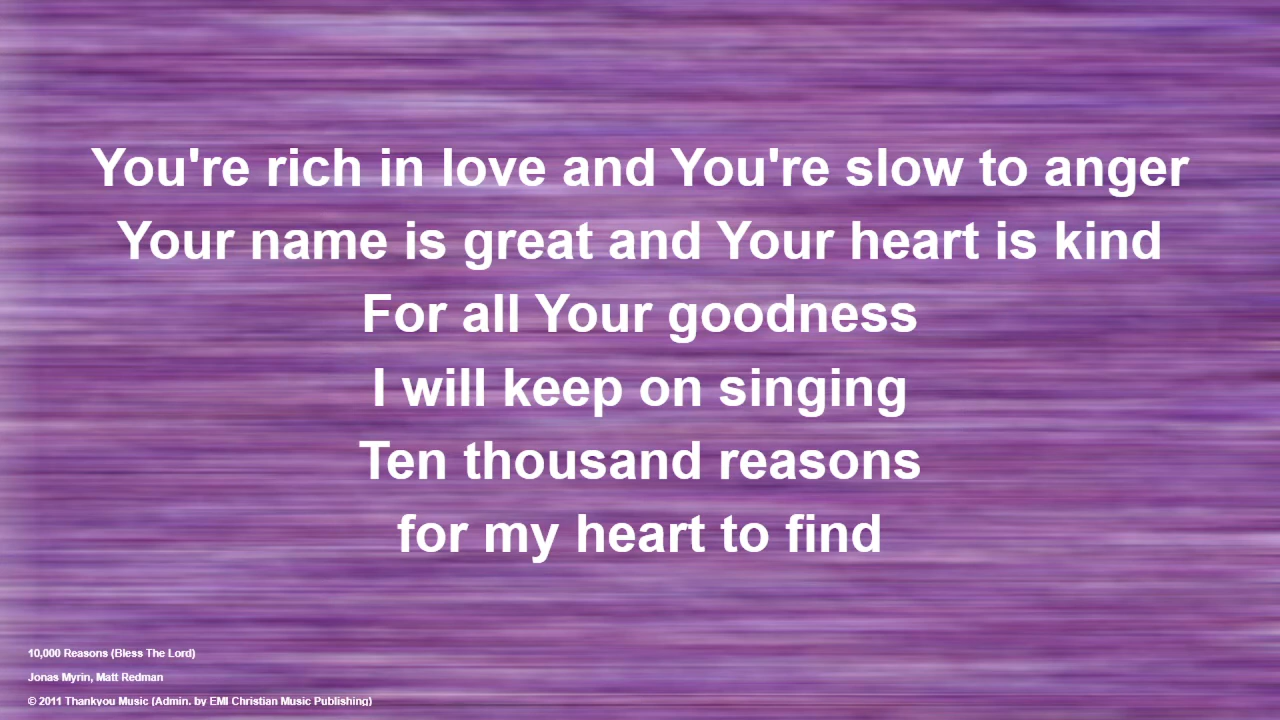 You're rich in love and You're slow to anger
Your name is great and Your heart is kind
For all Your goodness
I will keep on singing
Ten thousand reasons
for my heart to find
10,000 Reasons (Bless The Lord)
Jonas Myrin, Matt Redman
© 2011 Thankyou Music (Admin. by EMI Christian Music Publishing)